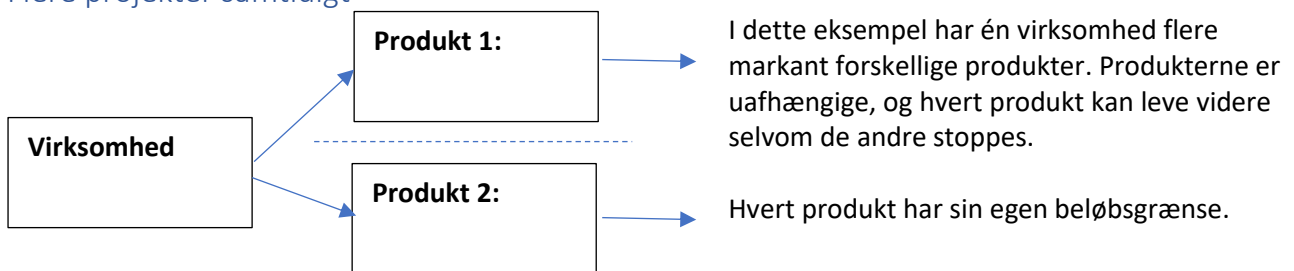 Flere projekter samtidigt
Virksomhed
Produkt 1:
Produkt 2:
I dette eksempel har én virksomhed flere
markant forskellige produkter. Produkterne er
uafhængige, og hvert produkt kan leve videre
selvom de andre stoppes.
Hvert produkt har sin egen beløbsgrænse.